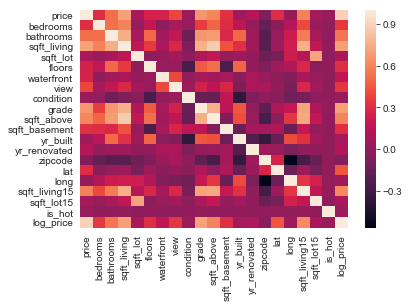 price
bedrooms
bathrooms
sqft_living
sqft_lot
floors
waterfront
view
condition
grade
sqft_above
sqft_basement
yr_built
yr_renovated
zipcode
lat
long
sqft_living15
sqft_lot15
is_hot
log_price
price
bedrooms
bathrooms
sqft_living
sqft_lot
floors
waterfront
view
condition
grade
sqft_above
sqft_basement
yr_built
yr_renovated
zipcode
lat
long
sqft_living15
sqft_lot15
is_hot
log_price
0.9
0.6
0.3
0.0
−0.3